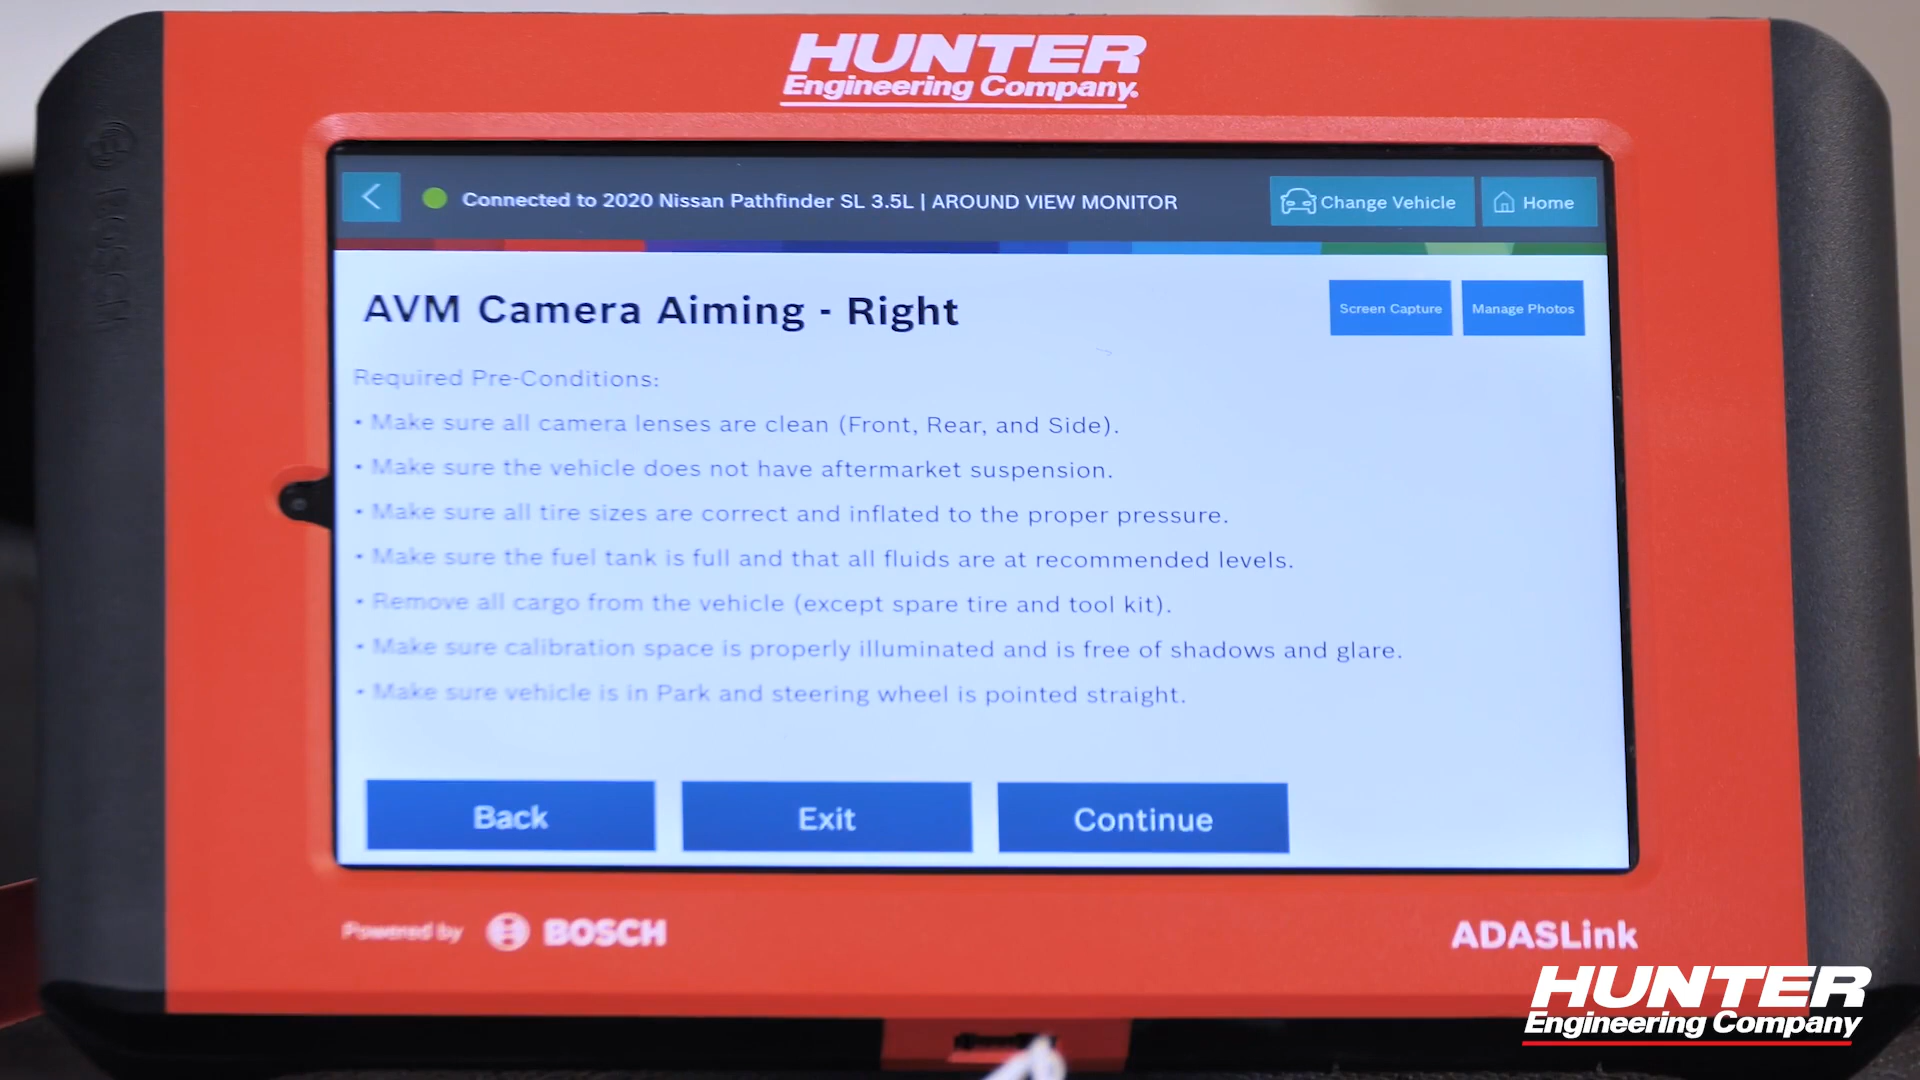 HUNTER
Engineering Company.
BOSCH
Connected to 2020 Nissan Pathfinder SL 3.5L | AROUND VIEW MONITOR
Change Vehicle
Home
AVM Camera Aiming - Right
Screen Capture
Manage Photos
Required Pre-Conditions:
• Make sure all camera lenses are clean (Front, Rear, and Side).
• Make sure the vehicle does not have aftermarket suspension.
• Make sure all tire sizes are correct and inflated to the proper pressure.
• Make sure the fuel tank is full and that all fluids are at recommended levels.
• Remove all cargo from the vehicle (except spare tire and tool kit).
• Make sure calibration space is properly illuminated and is free of shadows and glare.
• Make sure vehicle is in Park and steering wheel is pointed straight.
Back
Exit
Continue
Powered by BOSCH
ADASLink
HUNTER
Engineering Company